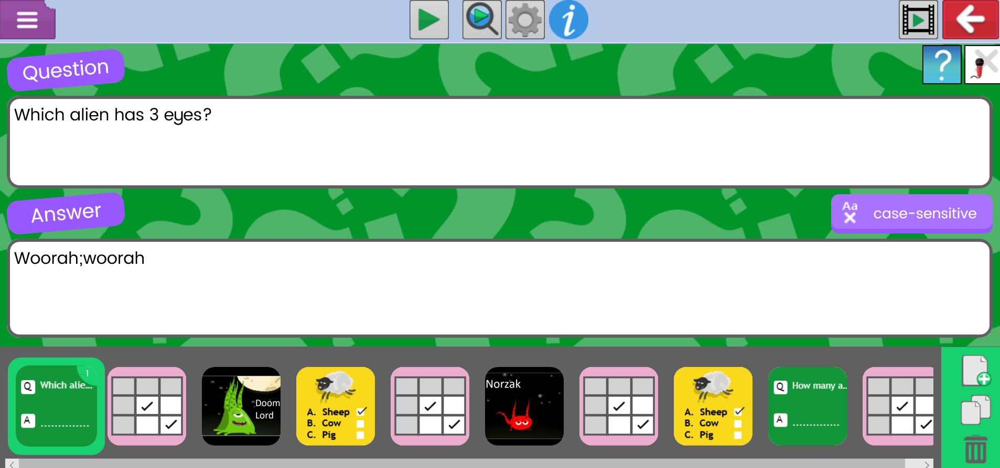 Question
Which alien has 3 eyes?
Answer
Aa
case-sensitive
Woorah;woorah
1
Q Which alie...
A ..............
Doom
Lord
A. Sheep
B. Cow
C. Pig
Norzak
A. Sheep
B. Cow
C. Pig
Q How many a..
A ..............